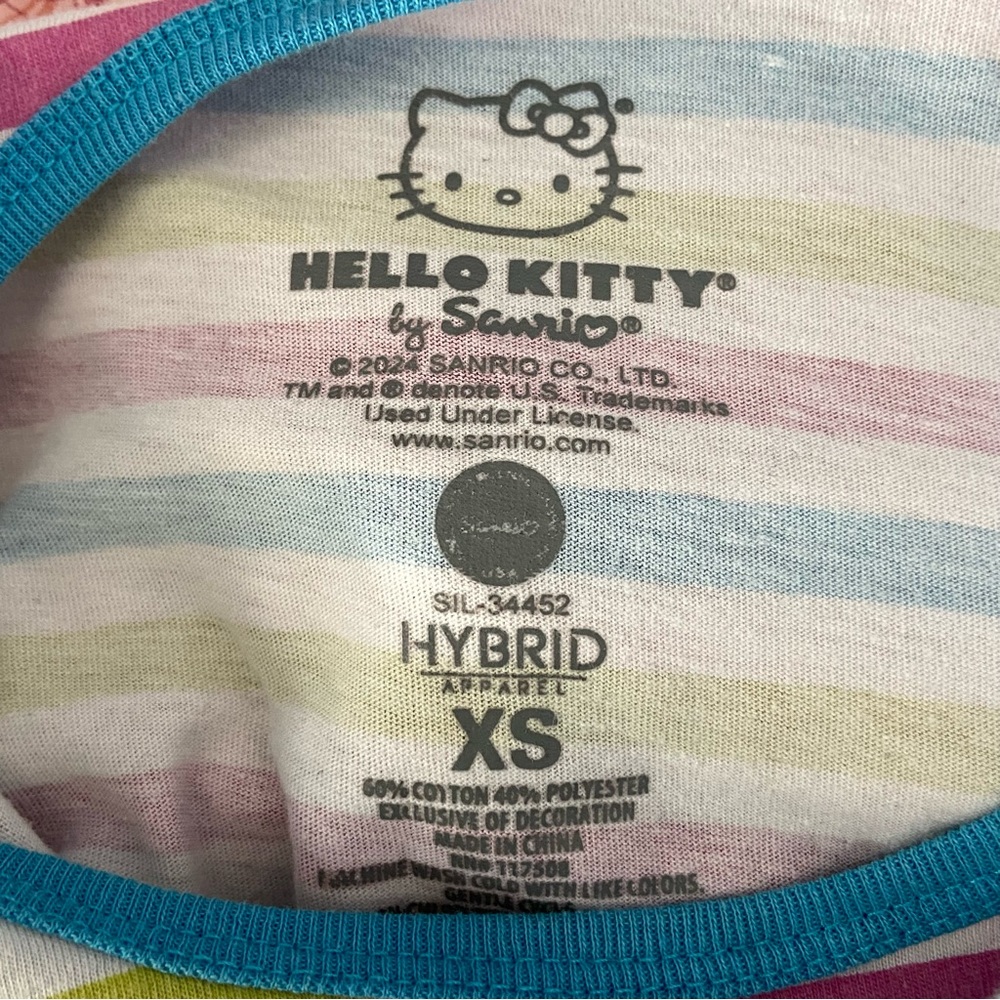 HELLO KITTY®
by Sanrio®
© 2024 SANRIO CO., LTD.
TM and ® denote U.S. Trademarks
Used Under License.
www.sanrio.com
Sanrio
SIL-34452
HYBRID
APPAREL
XS
60% COTTON 40% POLYESTER
EXCLUSIVE OF DECORATION
MADE IN CHINA
RN# 117508
MACHINE WASH COLD WITH LIKE COLORS.
GENTLE CYCLE